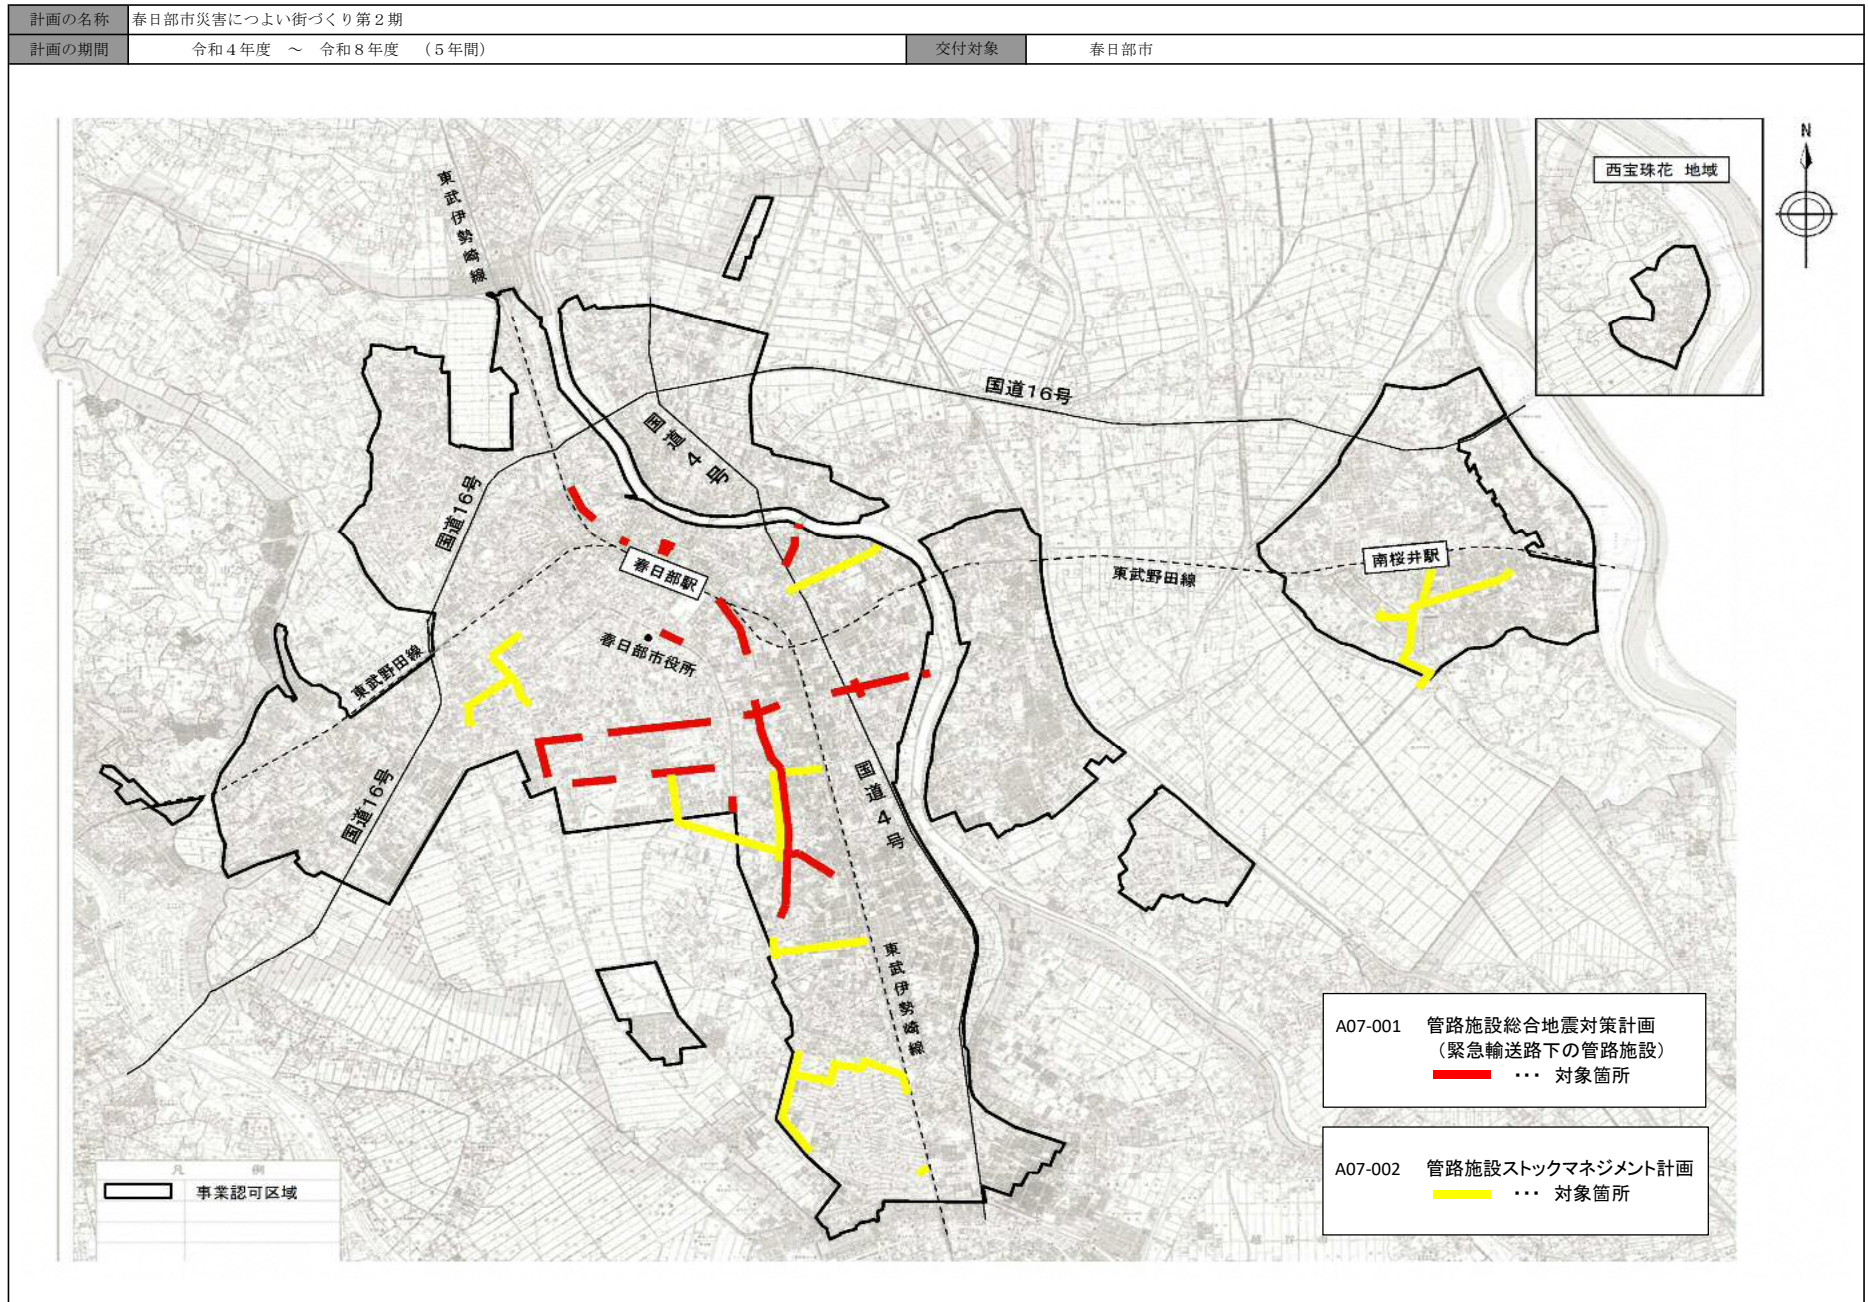 計画の名称 春日部市災害につよい街づくり第２期
計画の期間 令和４年度 ～ 令和８年度 （５年間） 交付対象 春日部市
N
西宝珠花 地域
東武伊勢崎線
国道16号
国道４号
国道16号
春日部駅
南桜井駅
東武野田線
春日部市役所
東武野田線
国道４号
国道16号
東武伊勢崎線
A07-001 管路施設総合地震対策計画
（緊急輸送路下の管路施設）
･･･ 対象箇所
A07-002 管路施設ストックマネジメント計画
･･･ 対象箇所
凡 例
事業認可区域